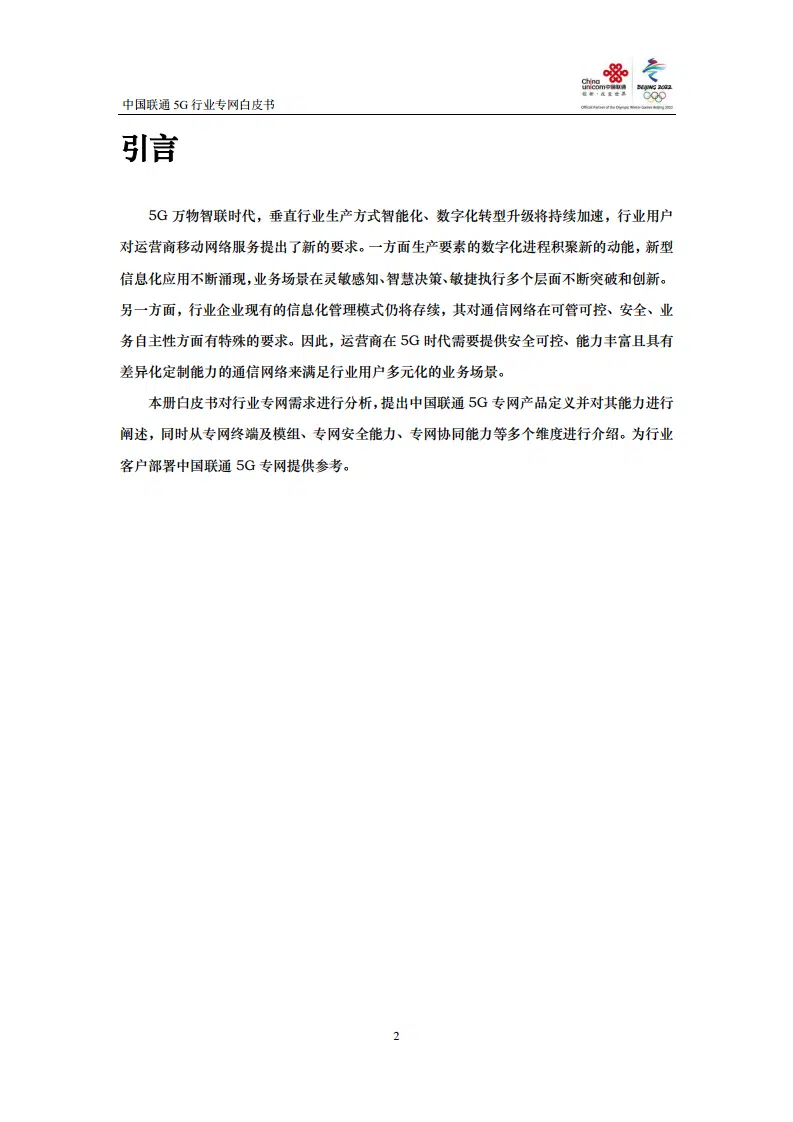 中国联通 5G 行业专网白皮书
China
unicom中国联通
创新·改变世界
BEIJING 2022
Official Partner of the Olympic Winter Games Beijing 2022
引言
5G 万物智联时代，垂直行业生产方式智能化、数字化转型升级将持续加速，行业用户
对运营商移动网络服务提出了新的要求。一方面生产要素的数字化进程积聚新的动能，新型
信息化应用不断涌现，业务场景在灵敏感知、智慧决策、敏捷执行多个层面不断突破和创新。
另一方面，行业企业现有的信息化管理模式仍将存续，其对通信网络在可管可控、安全、业
务自主性方面有特殊的要求。因此，运营商在 5G 时代需要提供安全可控、能力丰富且具有
差异化定制能力的通信网络来满足行业用户多元化的业务场景。
本册白皮书对行业专网需求进行分析，提出中国联通 5G 专网产品定义并对其能力进行
阐述，同时从专网终端及模组、专网安全能力、专网协同能力等多个维度进行介绍。为行业
客户部署中国联通 5G 专网提供参考。
2